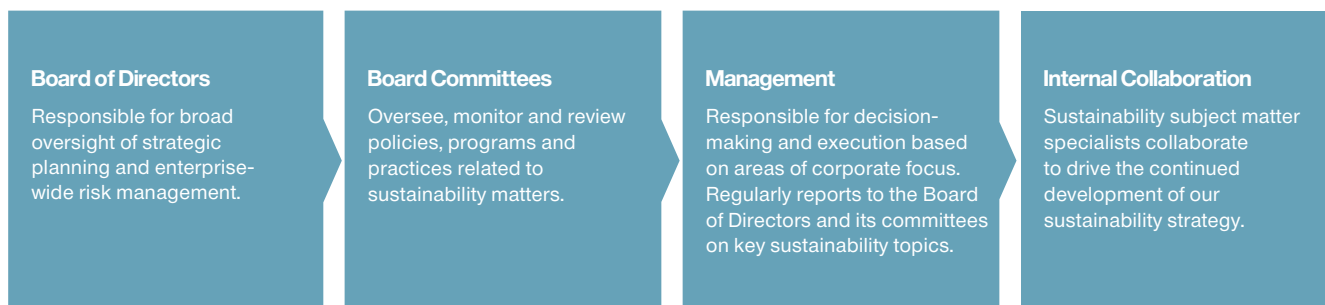 Board of Directors
Responsible for broad
oversight of strategic
planning and enterprise-
wide risk management.
Board Committees
Oversee, monitor and review
policies, programs and
practices related to
sustainability matters.
Management
Responsible for decision-
making and execution based
on areas of corporate focus.
Regularly reports to the Board
of Directors and its committees
on key sustainability topics.
Internal Collaboration
Sustainability subject matter
specialists collaborate
to drive the continued
development of our
sustainability strategy.